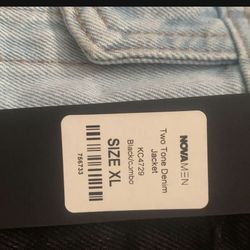 NOVAMEN
Two Tone Denim
Jacket
KC4729
Black/combo
SIZE XL
756733